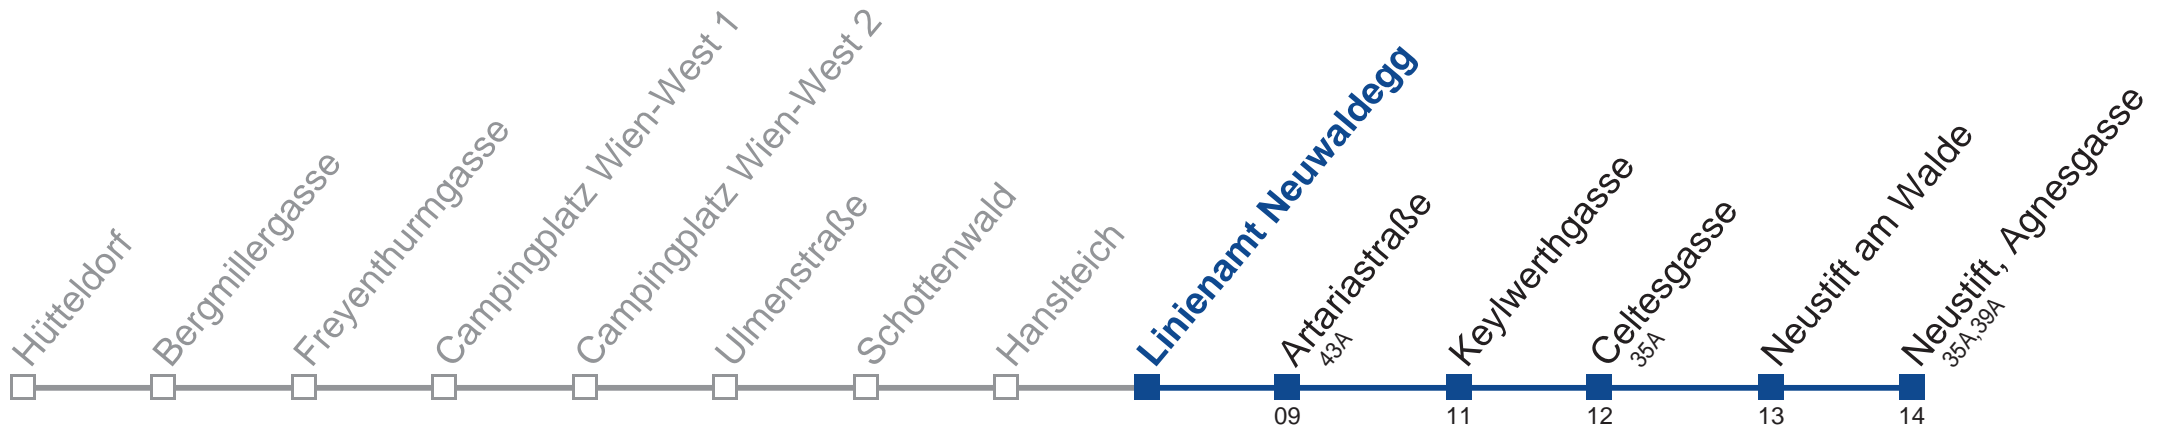 Hütteldorf
Bergmillergasse
Freyenthurmgasse
Campingplatz Wien-West 1
Campingplatz Wien-West 2
Ulmenstraße
Schottenwald
Hanslteich
Linienamt Neuwaldegg
Artariastraße
43A
Keylwerthgasse
Celtesgasse
35A
Neustift am Walde
Neustift, Agnesgasse
35A,39A
09
11
12
13
14